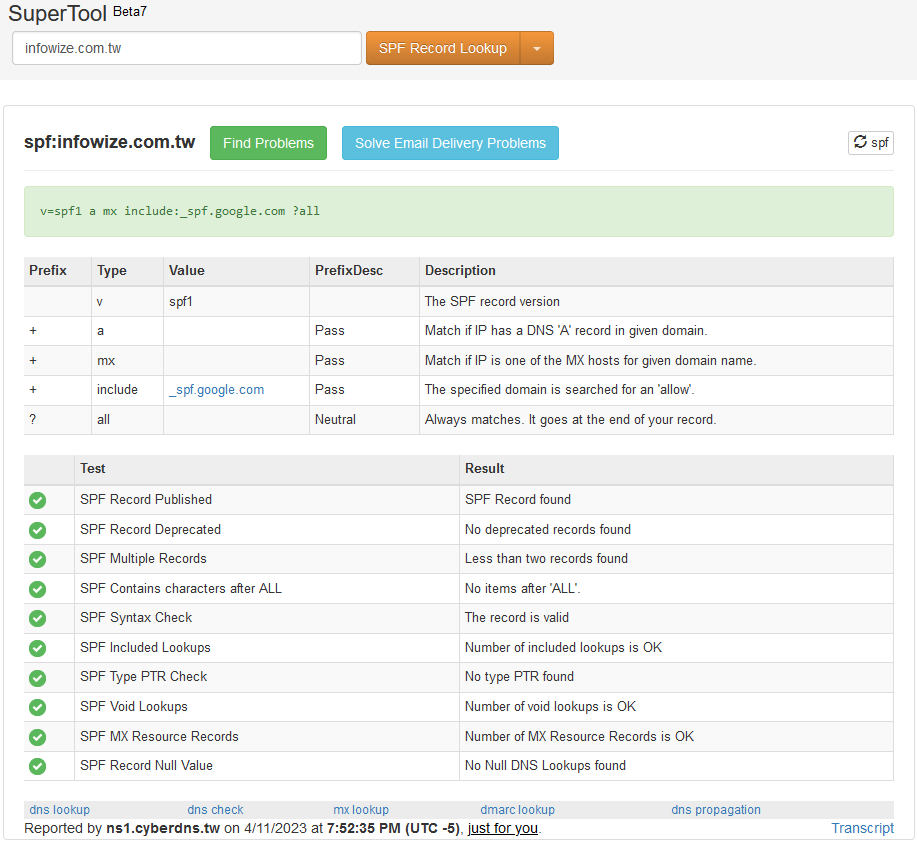 SuperTool Beta7
infowize.com.tw SPF Record Lookup
spf:infowize.com.tw Find Problems Solve Email Delivery Problems spf
v=spf1 a mx include:_spf.google.com ?all
Prefix Type Value PrefixDesc Description
v spf1 The SPF record version
+ a Pass Match if IP has a DNS 'A' record in given domain.
+ mx Pass Match if IP is one of the MX hosts for given domain name.
+ include _spf.google.com Pass The specified domain is searched for an 'allow'.
? all Neutral Always matches. It goes at the end of your record.
Test Result
SPF Record Published SPF Record found
SPF Record Deprecated No deprecated records found
SPF Multiple Records Less than two records found
SPF Contains characters after ALL No items after 'ALL'.
SPF Syntax Check The record is valid
SPF Included Lookups Number of included lookups is OK
SPF Type PTR Check No type PTR found
SPF Void Lookups Number of void lookups is OK
SPF MX Resource Records Number of MX Resource Records is OK
SPF Record Null Value No Null DNS Lookups found
dns lookup dns check mx lookup dmarc lookup dns propagation
Reported by ns1.cyberdns.tw on 4/11/2023 at 7:52:35 PM (UTC -5), just for you. Transcript